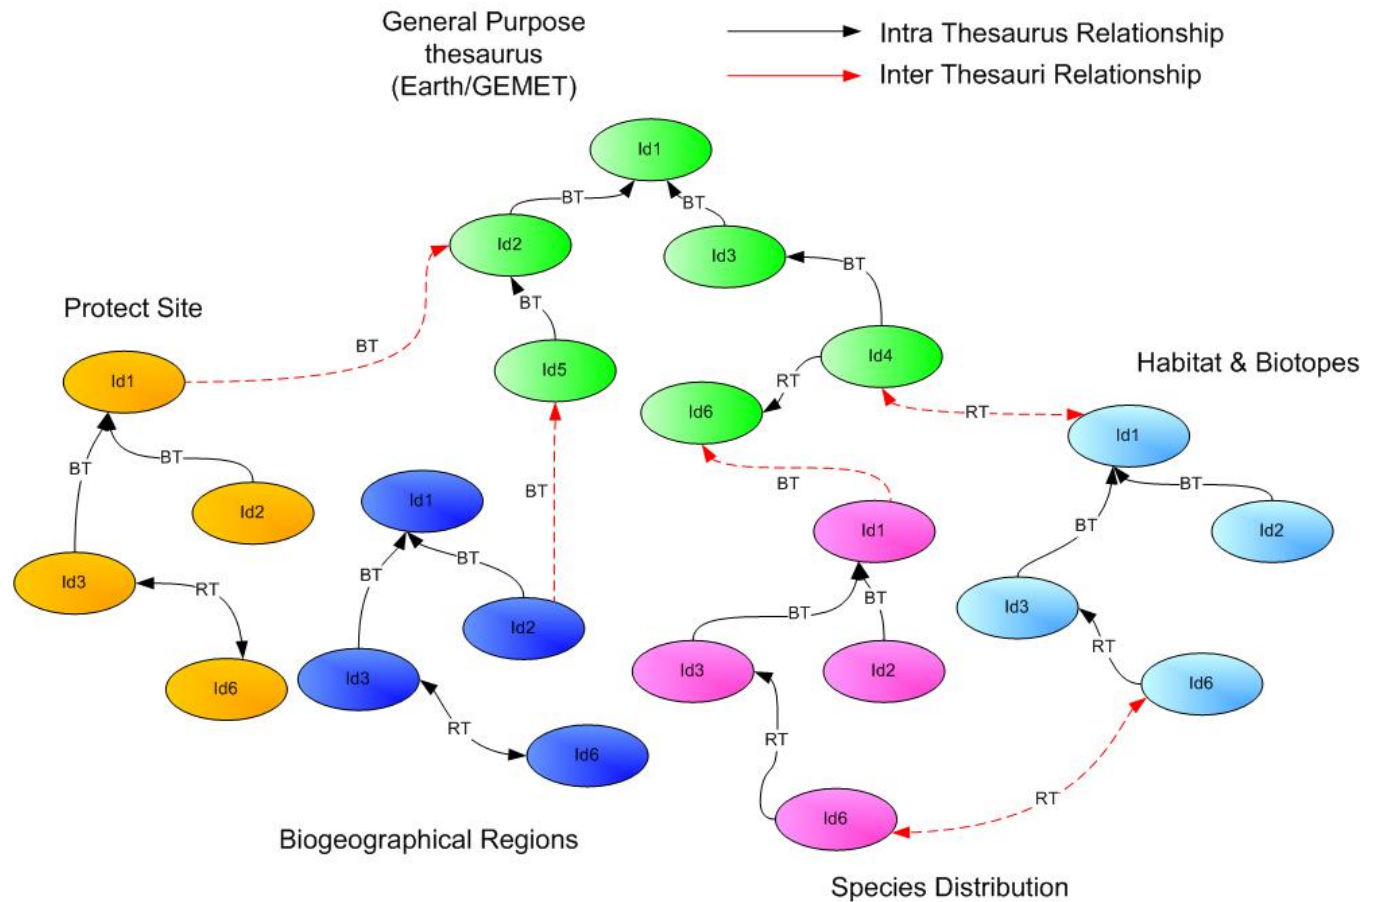 General Purpose
thesaurus
(Earth/GEMET)
Intra Thesaurus Relationship
Inter Thesauri Relationship
Id1
BT
BT
Id2
Id3
BT
BT
Id5
Id4
RT
Id6
Protect Site
Id1
BT
BT
BT
Id2
Id3
RT
Id6
Id1
BT
BT
BT
Id2
Id3
RT
Id6
Biogeographical Regions
BT
Id1
BT
BT
Id3
Id2
RT
Id6
Species Distribution
Habitat & Biotopes
RT
Id1
BT
BT
Id2
Id3
RT
Id6
RT